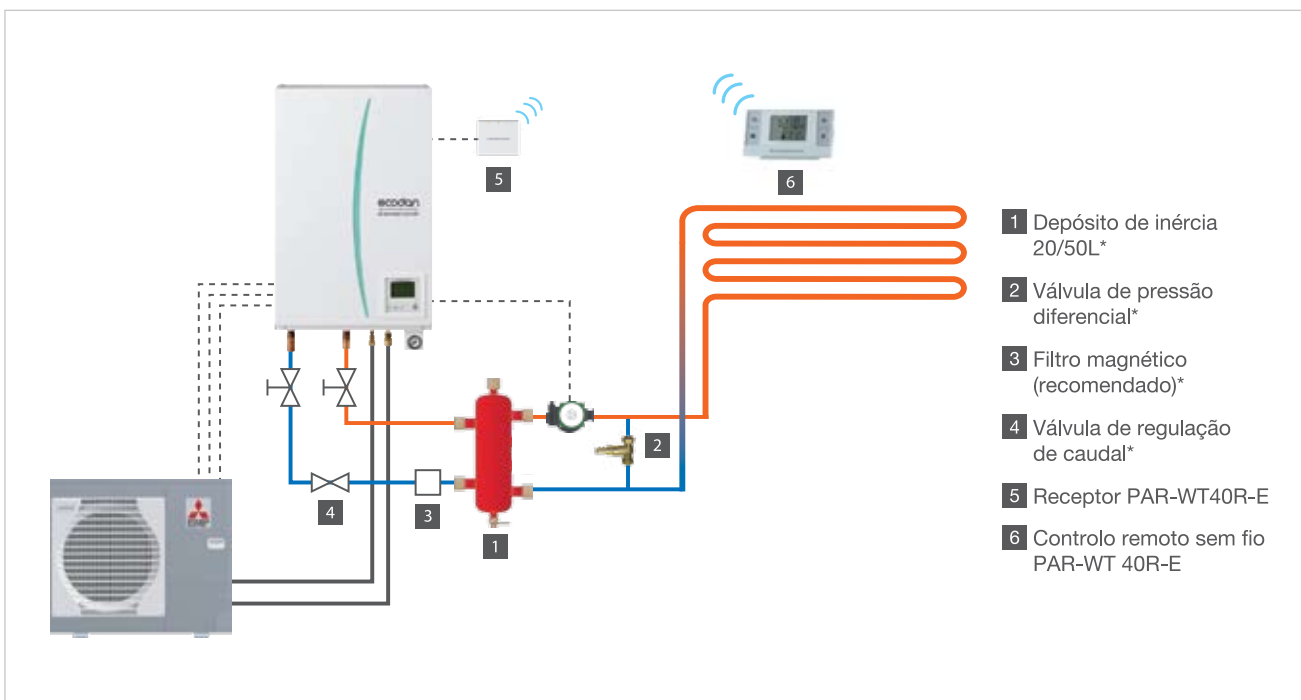 ecodan
5
6
1 Depósito de inércia
20/50L*
2 Válvula de pressão
diferencial*
3 Filtro magnético
(recomendado)*
4 Válvula de regulação
de caudal*
5 Receptor PAR-WT40R-E
6 Controlo remoto sem fio
PAR-WT 40R-E
2
4
3
1